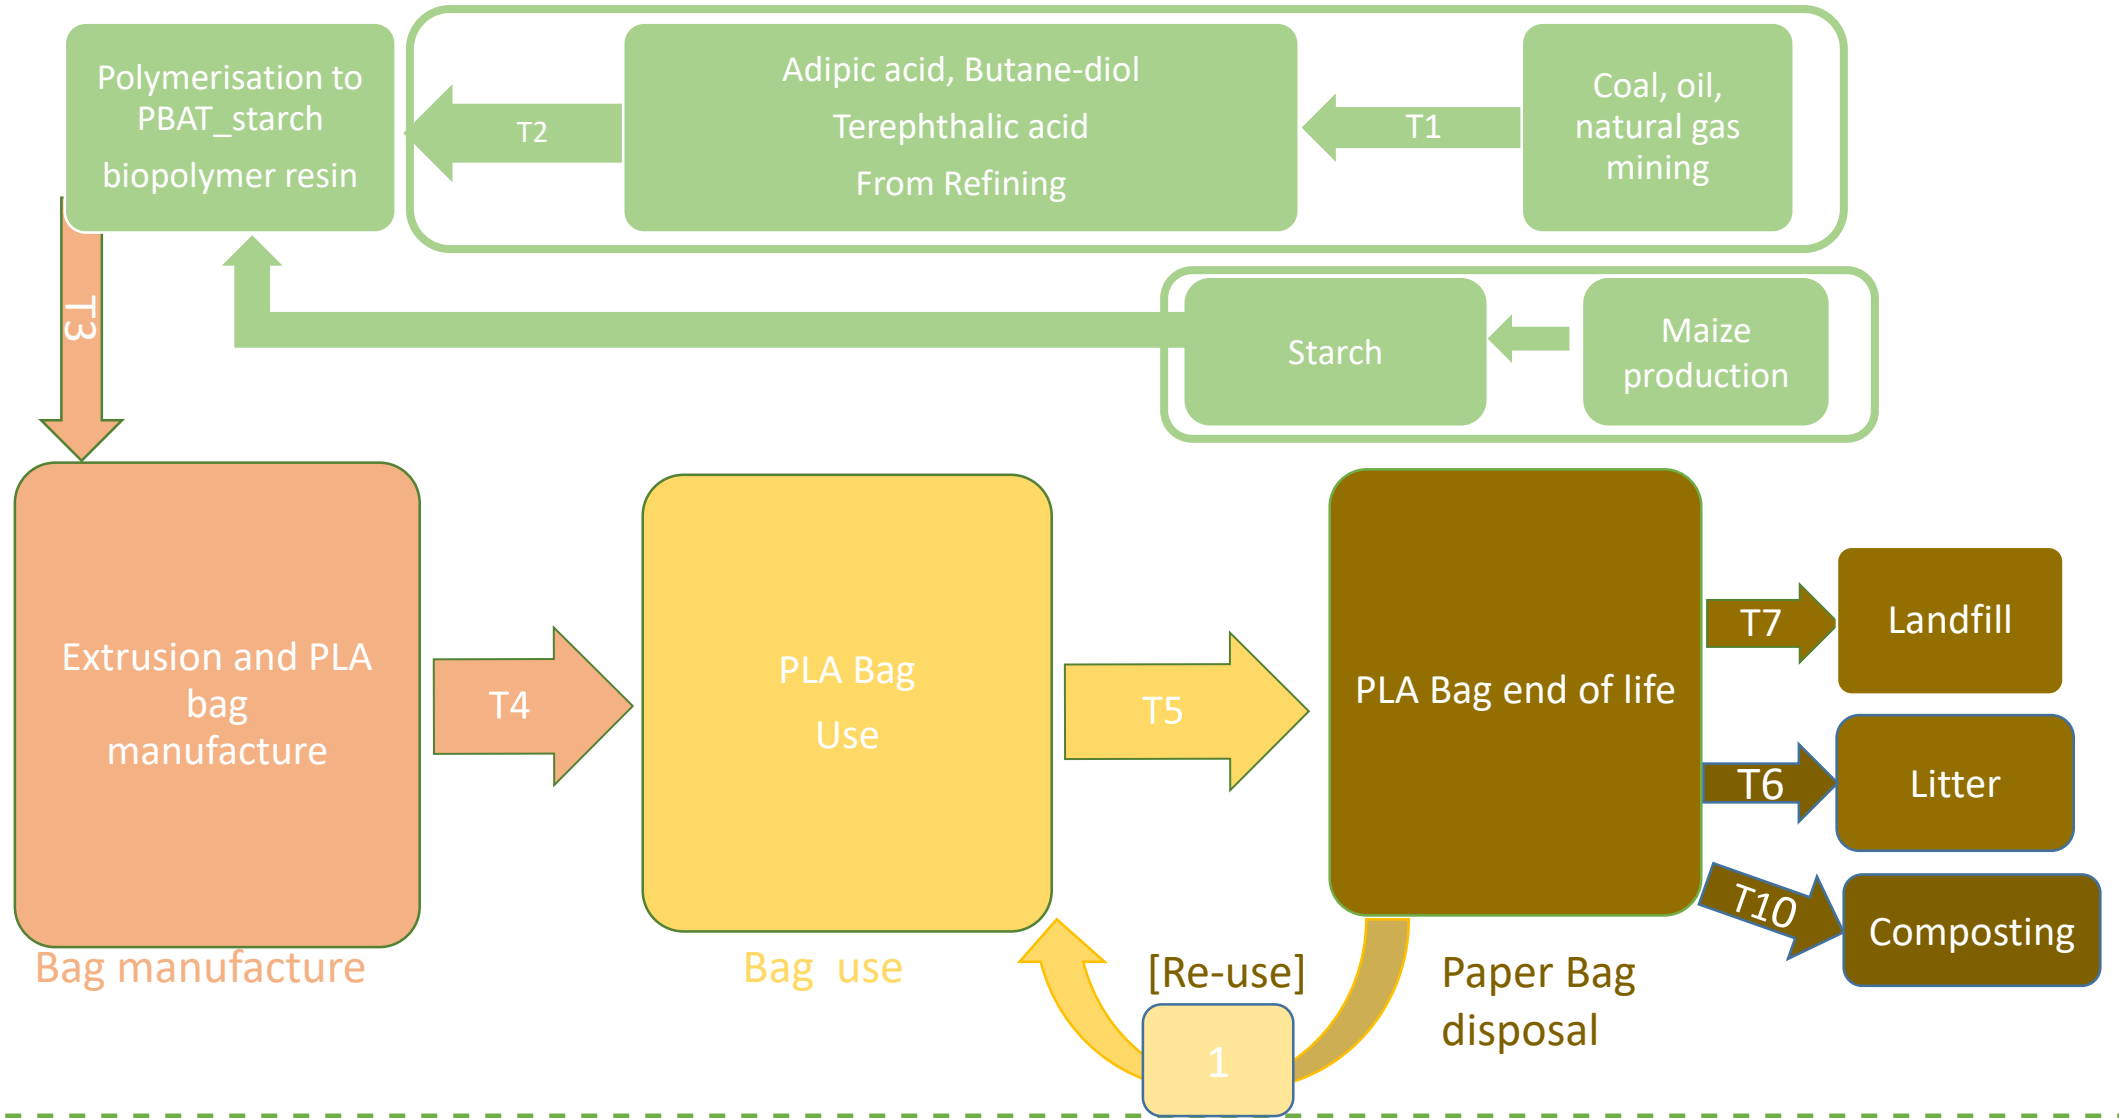 Polymerisation to
PBAT_starch
biopolymer resin
T2
Adipic acid, Butane-diol
Terephthalic acid
From Refining
T1
Coal, oil,
natural gas
mining
T3
Starch
Maize
production
Extrusion and PLA
bag
manufacture
T4
PLA Bag
Use
T5
PLA Bag end of life
T7
Landfill
T6
Litter
T10
Composting
Bag manufacture
Bag  use
[Re-use]
1
Paper Bag
disposal